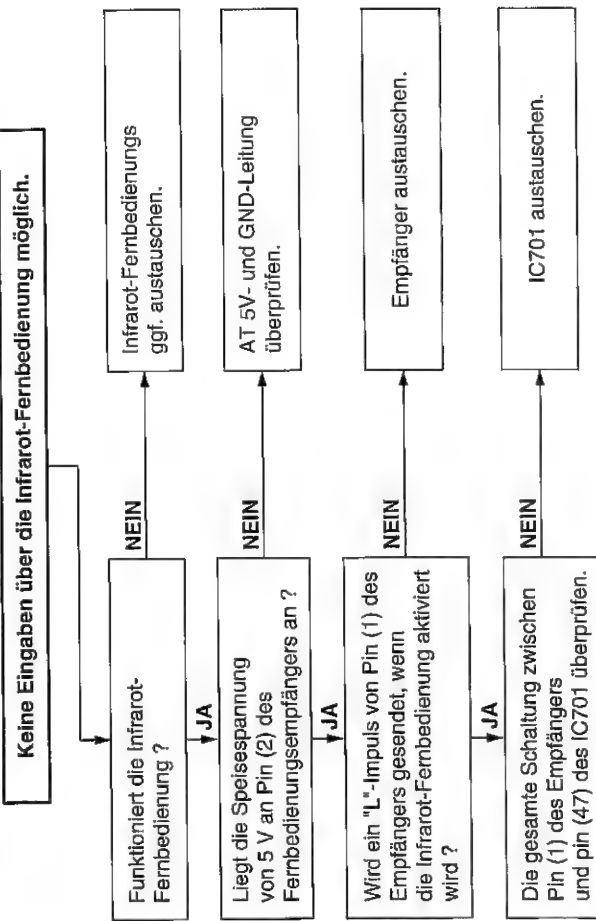 Keine Eingaben über die Infrarot-Fernbedienung möglich.
Funktioniert die Infrarot-
Fernbedienung ?
NEIN
Infrarot-Fernbedienungs
ggf. austauschen.
JA
Liegt die Speisespannung
von 5 V an Pin (2) des
Fernbedienungsempfängers an ?
NEIN
AT 5V- und GND-Leitung
überprüfen.
JA
Wird ein "L"-Impuls von Pin (1) des
Empfängers gesendet, wenn
die Infrarot-Fernbedienung aktiviert
wird ?
NEIN
Empfänger austauschen.
JA
Die gesamte Schaltung zwischen
Pin (1) des Empfängers
und pin (47) des IC701 überprüfen.
NEIN
IC701 austauschen.